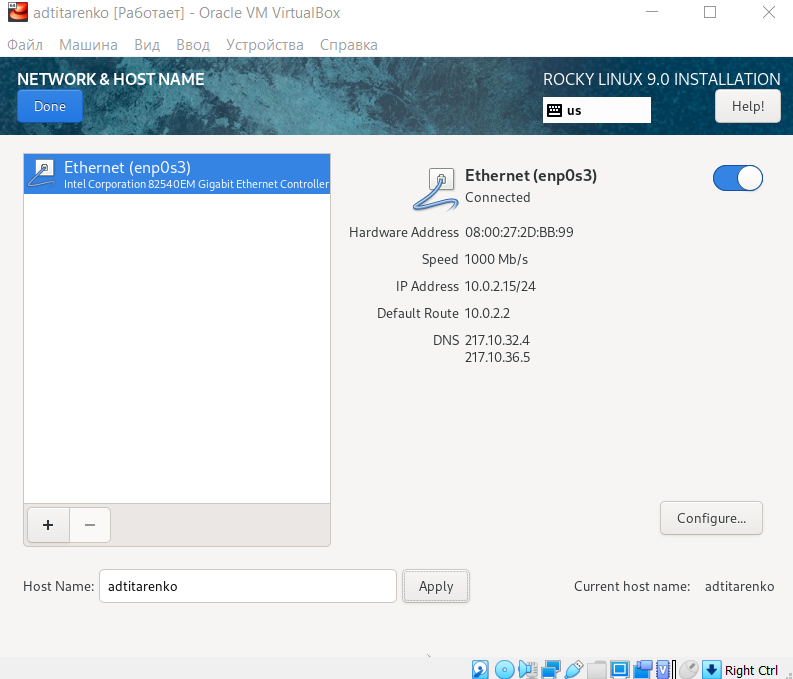 adtitarenko [Работает] - Oracle VM VirtualBox
Файл Машина Вид Ввод Устройства Справка
NETWORK & HOST NAME
ROCKY LINUX 9.0 INSTALLATION
Done
us
Help!
Ethernet (enp0s3)
Intel Corporation 82540EM Gigabit Ethernet Controller
Ethernet (enp0s3)
Connected
Hardware Address 08:00:27:2D:BB:99
Speed 1000 Mb/s
IP Address 10.0.2.15/24
Default Route 10.0.2.2
DNS 217.10.32.4
217.10.36.5
+ −
Configure...
Host Name: adtitarenko Apply Current host name: adtitarenko
Right Ctrl